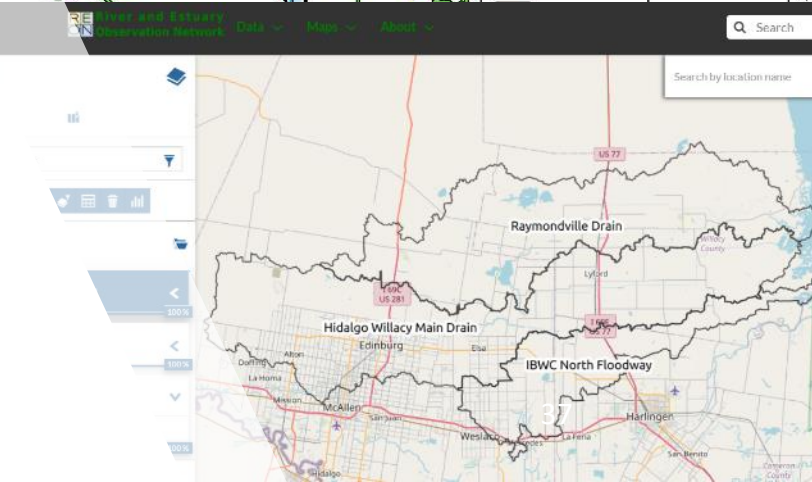 River and Estuary
Observation Network
Data
Maps
About
Search
Search by location name
US 77
Raymondville Drain
Willacy
County
Lyford
I 69C
US 281
Hidalgo Willacy Main Drain
Edinburg
Elsa
Alton
IBWC North Floodway
La Homa
Mission
McAllen
San Juan
37
Harlingen
Weslaco
La Feria
San Benito
Hidalgo
Cameron
County
100%
100%
100%